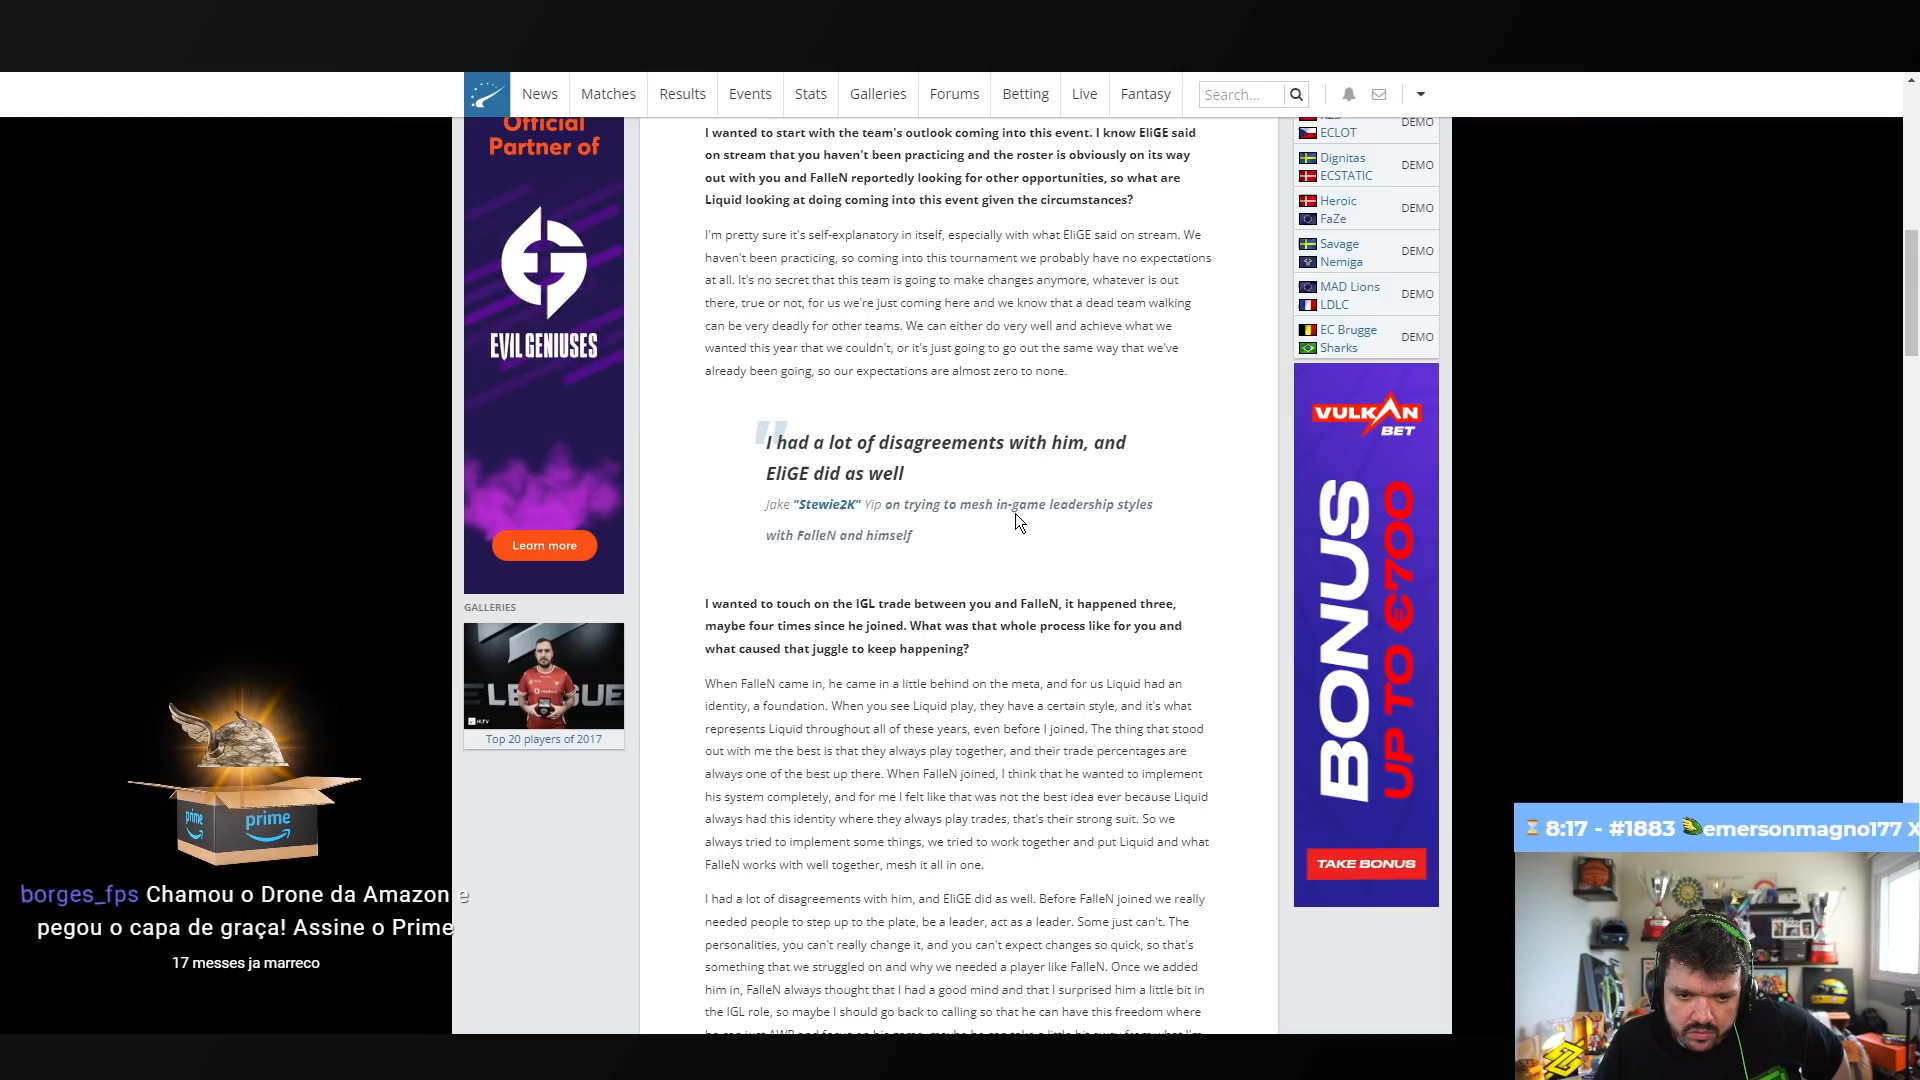 News
Matches
Results
Events
Stats
Galleries
Forums
Betting
Live
Fantasy
Search...
Official
Partner of
EVIL GENIUSES
Learn more
GALLERIES
HLTV
Top 20 players of 2017
I wanted to start with the team's outlook coming into this event. I know EliGE said
on stream that you haven't been practicing and the roster is obviously on its way
out with you and FalleN reportedly looking for other opportunities, so what are
Liquid looking at doing coming into this event given the circumstances?
I'm pretty sure it's self-explanatory in itself, especially with what EliGE said on stream. We
haven't been practicing, so coming into this tournament we probably have no expectations
at all. It's no secret that this team is going to make changes anymore, whatever is out
there, true or not, for us we're just coming here and we know that a dead team walking
can be very deadly for other teams. We can either do very well and achieve what we
wanted this year that we couldn't, or it's just going to go out the same way that we've
already been going, so our expectations are almost zero to none.
"
I had a lot of disagreements with him, and
EliGE did as well
Jake "Stewie2K" Yip on trying to mesh in-game leadership styles
with FalleN and himself
I wanted to touch on the IGL trade between you and FalleN, it happened three,
maybe four times since he joined. What was that whole process like for you and
what caused that juggle to keep happening?
When FalleN came in, he came in a little behind on the meta, and for us Liquid had an
identity, a foundation. When you see Liquid play, they have a certain style, and it's what
represents Liquid throughout all of these years, even before I joined. The thing that stood
out with me the best is that they always play together, and their trade percentages are
always one of the best up there. When FalleN joined, I think that he wanted to implement
his system completely, and for me I felt like that was not the best idea ever because Liquid
always had this identity where they always play trades, that's their strong suit. So we
always tried to implement some things, we tried to work together and put Liquid and what
FalleN works with well together, mesh it all in one.
I had a lot of disagreements with him, and EliGE did as well. Before FalleN joined we really
needed people to step up to the plate, be a leader, act as a leader. Some just can't. The
personalities, you can't really change it, and you can't expect changes so quick, so that's
something that we struggled on and why we needed a player like FalleN. Once we added
him in, FalleN always thought that I had a good mind and that I surprised him a little bit in
the IGL role, so maybe I should go back to calling so that he can have this freedom where
DEMO
ECLOT
Dignitas
ECSTATIC
DEMO
Heroic
FaZe
DEMO
Savage
Nemiga
DEMO
MAD Lions
LDLC
DEMO
EC Brugge
Sharks
DEMO
VULKAN
BET
BONUS
UP TO €700
TAKE BONUS
prime
prime
borges_fps Chamou o Drone da Amazon e
pegou o capa de graça! Assine o Prime
17 messes ja marreco
8:17 - #1883 emersonmagno177 X